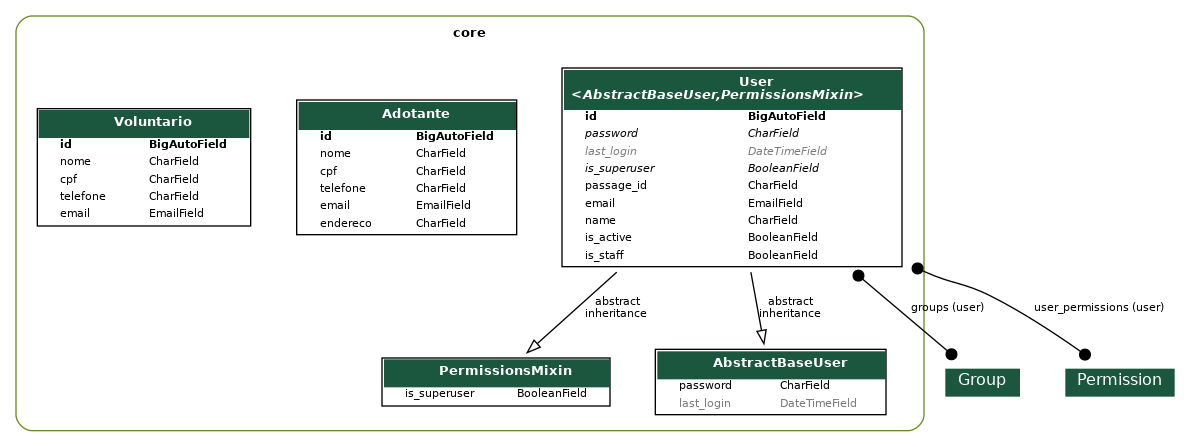 core
Voluntario
id BigAutoField
nome CharField
cpf CharField
telefone CharField
email EmailField
Adotante
id BigAutoField
nome CharField
cpf CharField
telefone CharField
email EmailField
endereco CharField
User
<AbstractBaseUser,PermissionsMixin>
id BigAutoField
password CharField
last_login DateTimeField
is_superuser BooleanField
passage_id CharField
email EmailField
name CharField
is_active BooleanField
is_staff BooleanField
abstract
inheritance
abstract
inheritance
groups (user)
user_permissions (user)
PermissionsMixin
is_superuser BooleanField
AbstractBaseUser
password CharField
last_login DateTimeField
Group
Permission